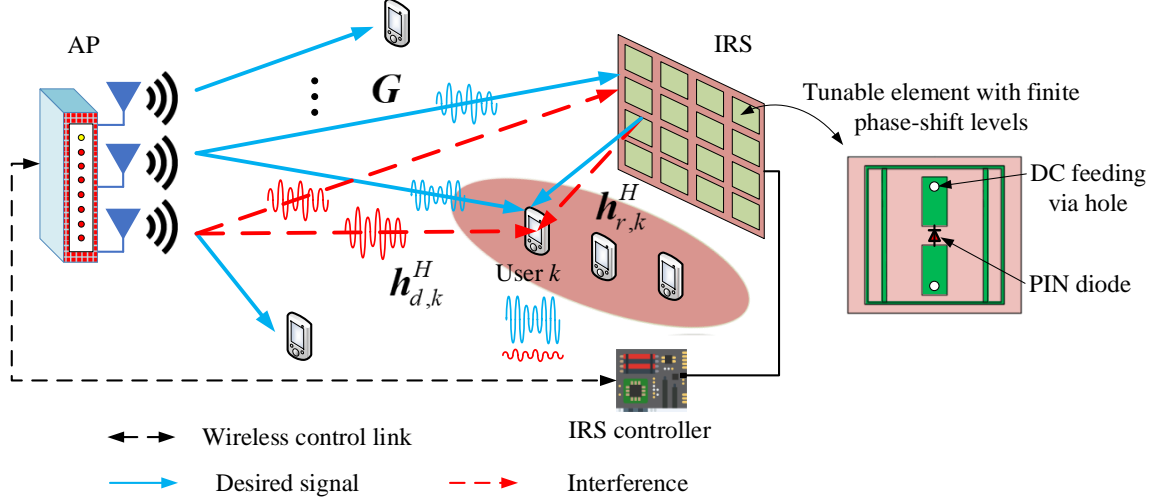 AP
IRS
G
Tunable element with finite
phase-shift levels
DC feeding
via hole
h_{r,k}^H
User k
PIN diode
h_{d,k}^H
IRS controller
Wireless control link
Desired signal
Interference